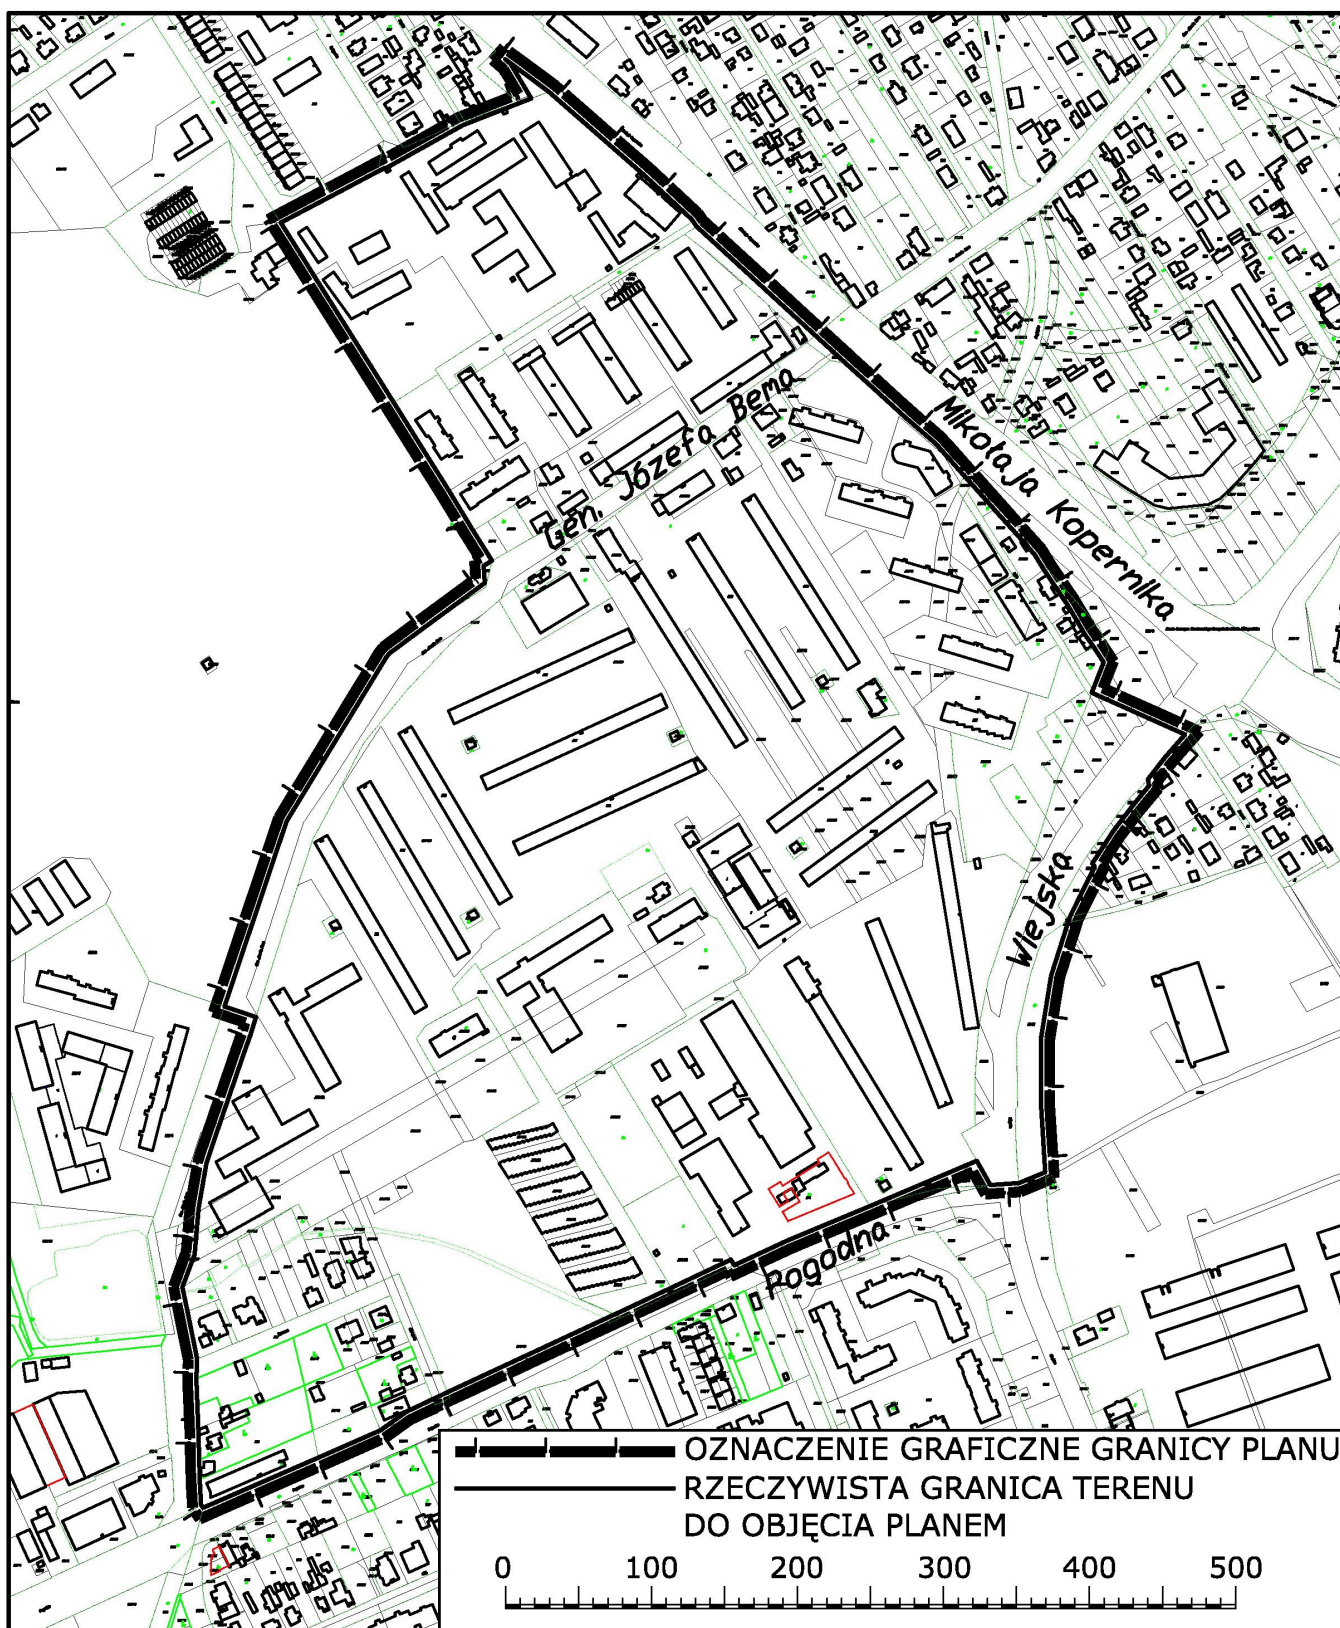 Gen. Józefa Bema
Mikołaja Kopernika
Wiejska
Pogodna
OZNACZENIE GRAFICZNE GRANICY PLANU
RZECZYWISTA GRANICA TERENU
DO OBJĘCIA PLANEM
0 100 200 300 400 500